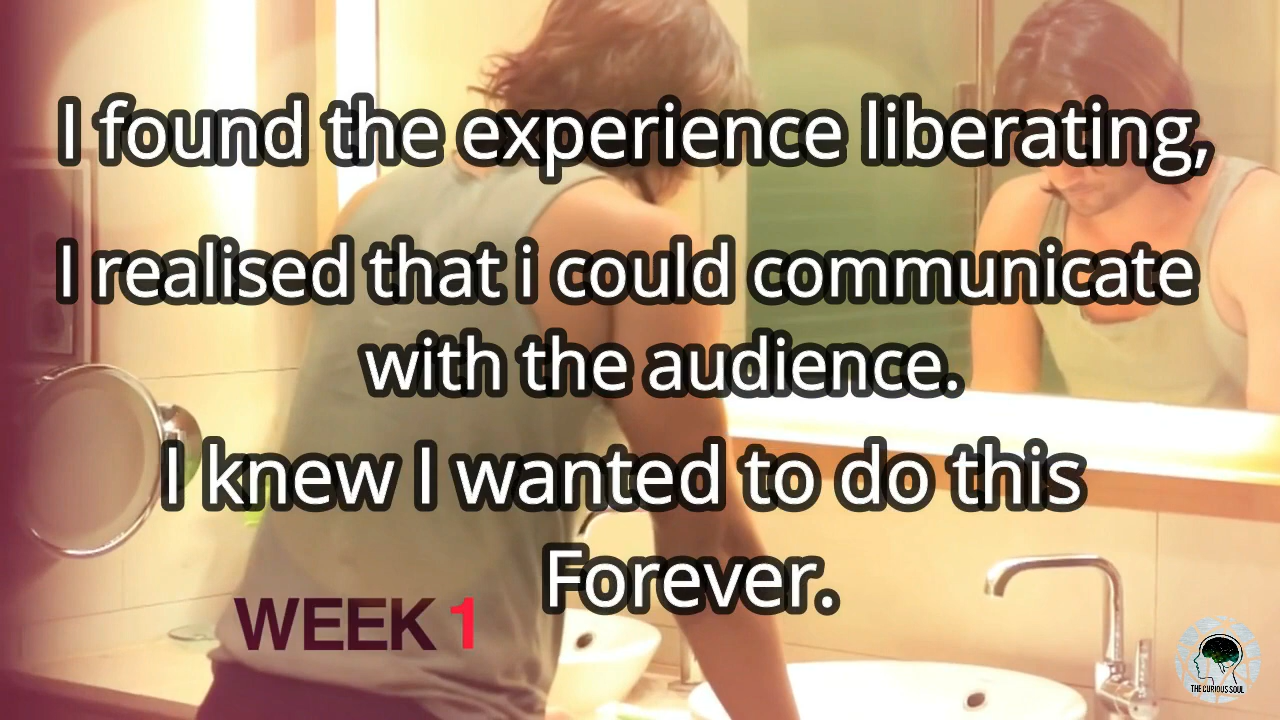 I found the experience liberating,
I realised that i could communicate
with the audience.
I knew I wanted to do this
Forever.
WEEK 1
THE CURIOUS SOUL